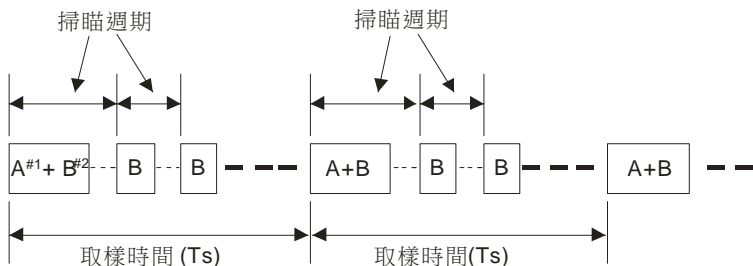 掃瞄週期 掃瞄週期
A#1+ B#2 B B A+B B B A+B
取樣時間 (Ts) 取樣時間(Ts)